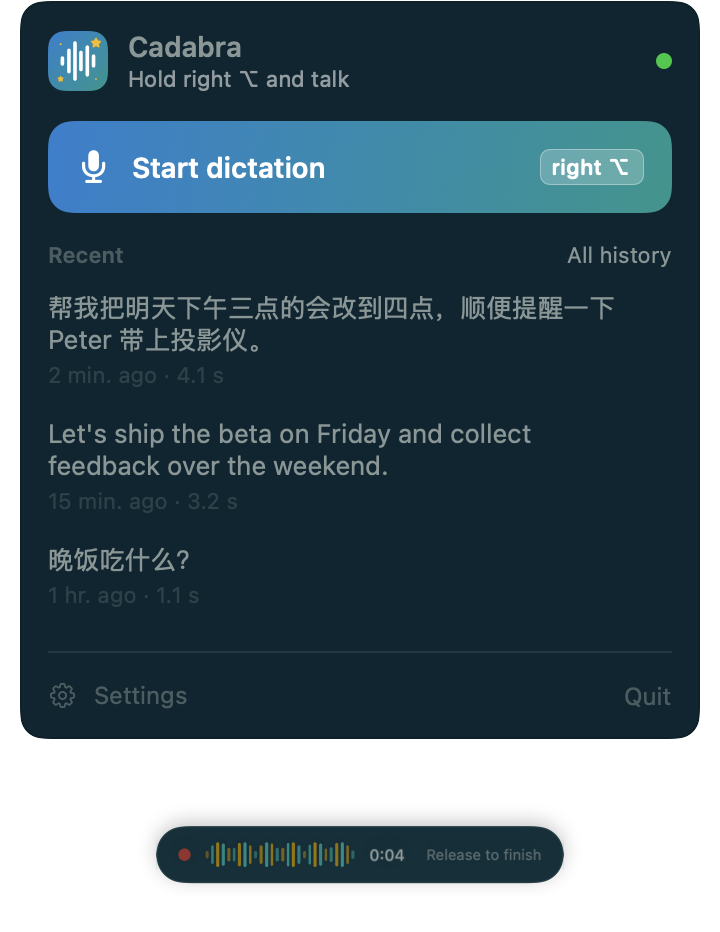 Cadabra
Hold right ⌥ and talk
Start dictation
right ⌥
Recent
All history
帮我把明天下午三点的会改到四点，顺便提醒一下
Peter 带上投影仪。
2 min. ago · 4.1 s
Let's ship the beta on Friday and collect
feedback over the weekend.
15 min. ago · 3.2 s
晚饭吃什么?
1 hr. ago · 1.1 s
Settings
Quit
0:04
Release to finish